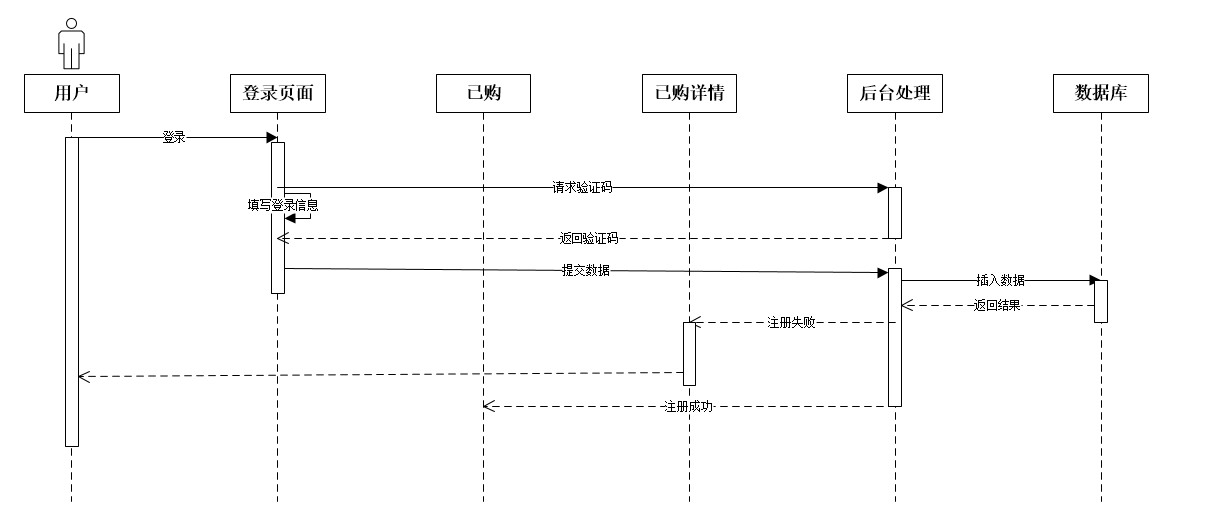 用户
登录页面
已购
已购详情
后台处理
数据库
登录
请求验证码
填写登录信息
返回验证码
提交数据
插入数据
返回结果
注册失败
注册成功